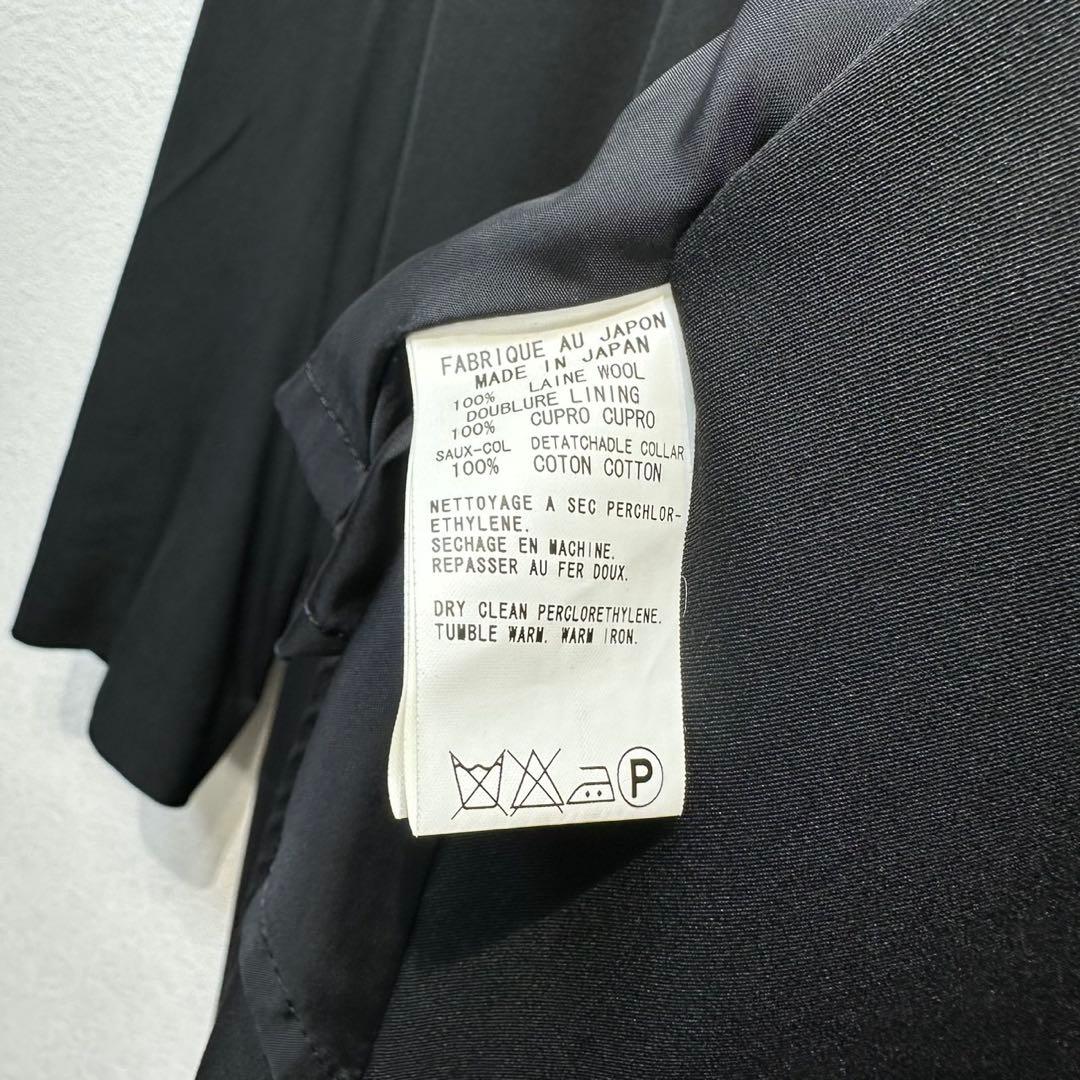 FABRIQUE AU JAPON
MADE IN JAPAN
100% LAINE WOOL
DOUBLURE LINING
100% CUPRO CUPRO
SAUX-COL DETATCHADLE COLLAR
100% COTON COTTON
NETTOYAGE A SEC PERCHLOR-
ETHYLENE.
SECHAGE EN MACHINE.
REPASSER AU FER DOUX.
DRY CLEAN PERCLORETHYLENE.
TUMBLE WARM. WARM IRON.
P